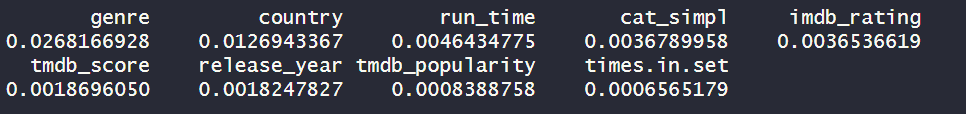 genre country run_time cat_simpl imdb_rating
0.0268166928 0.0126943367 0.0046434775 0.0036789958 0.0036536619
tmdb_score release_year tmdb_popularity times.in.set
0.0018696050 0.0018247827 0.0008388758 0.0006565179